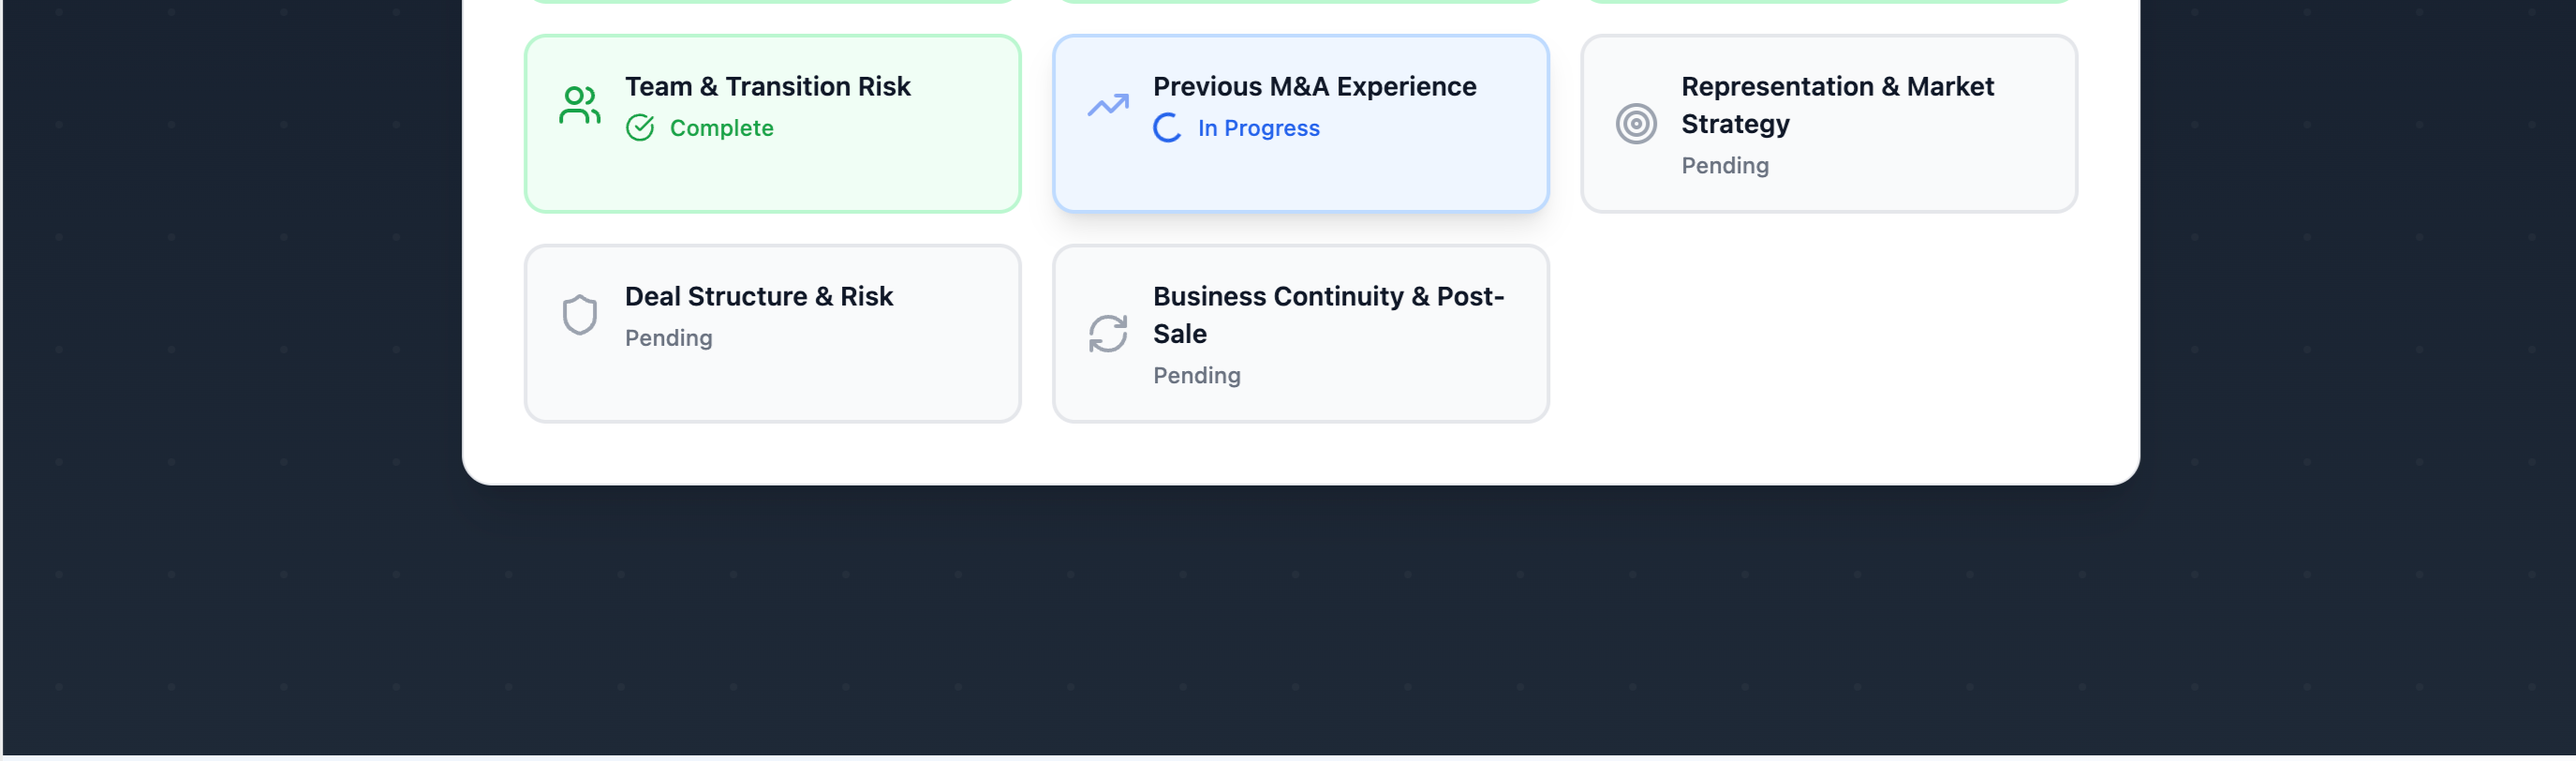 Team & Transition Risk
Complete
Previous M&A Experience
In Progress
Representation & Market
Strategy
Pending
Deal Structure & Risk
Pending
Business Continuity & Post-
Sale
Pending